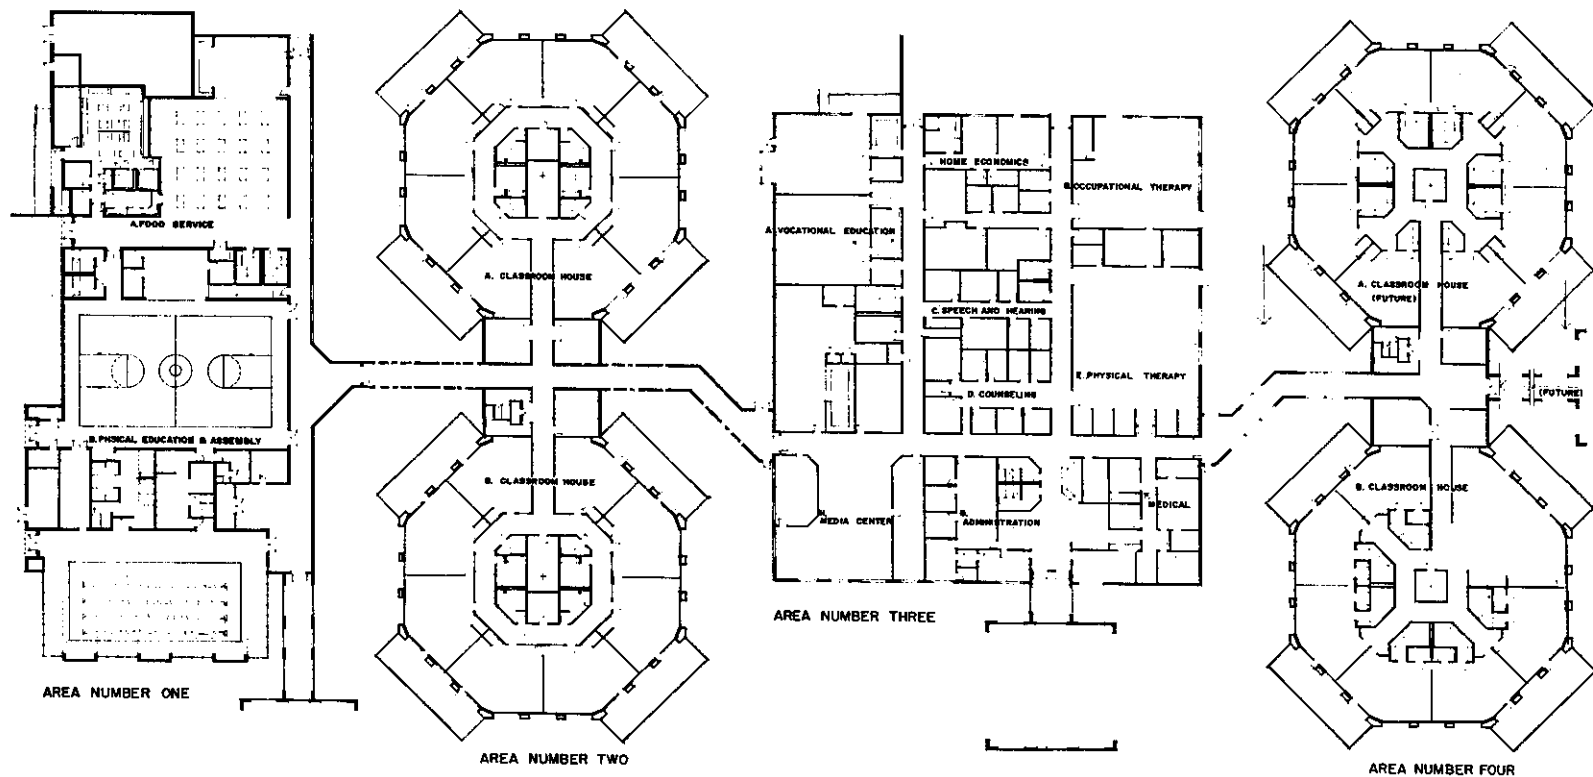 A. FOOD SERVICE
B. PHSICAL EDUCATION & ASSEMBLY
AREA NUMBER ONE
A. CLASSROOM HOUSE
B. CLASSROOM HOUSE
AREA NUMBER TWO
HOME ECONOMICS
OCCUPATIONAL THERAPY
A. VOCATIONAL EDUCATION
C. SPEECH AND HEARING
E. PHYSICAL THERAPY
D. COUNSELING
MEDIA CENTER
ADMINISTRATION
MEDICAL
AREA NUMBER THREE
A. CLASSROOM HOUSE
(FUTURE)
(FUTURE)
B. CLASSROOM HOUSE
AREA NUMBER FOUR